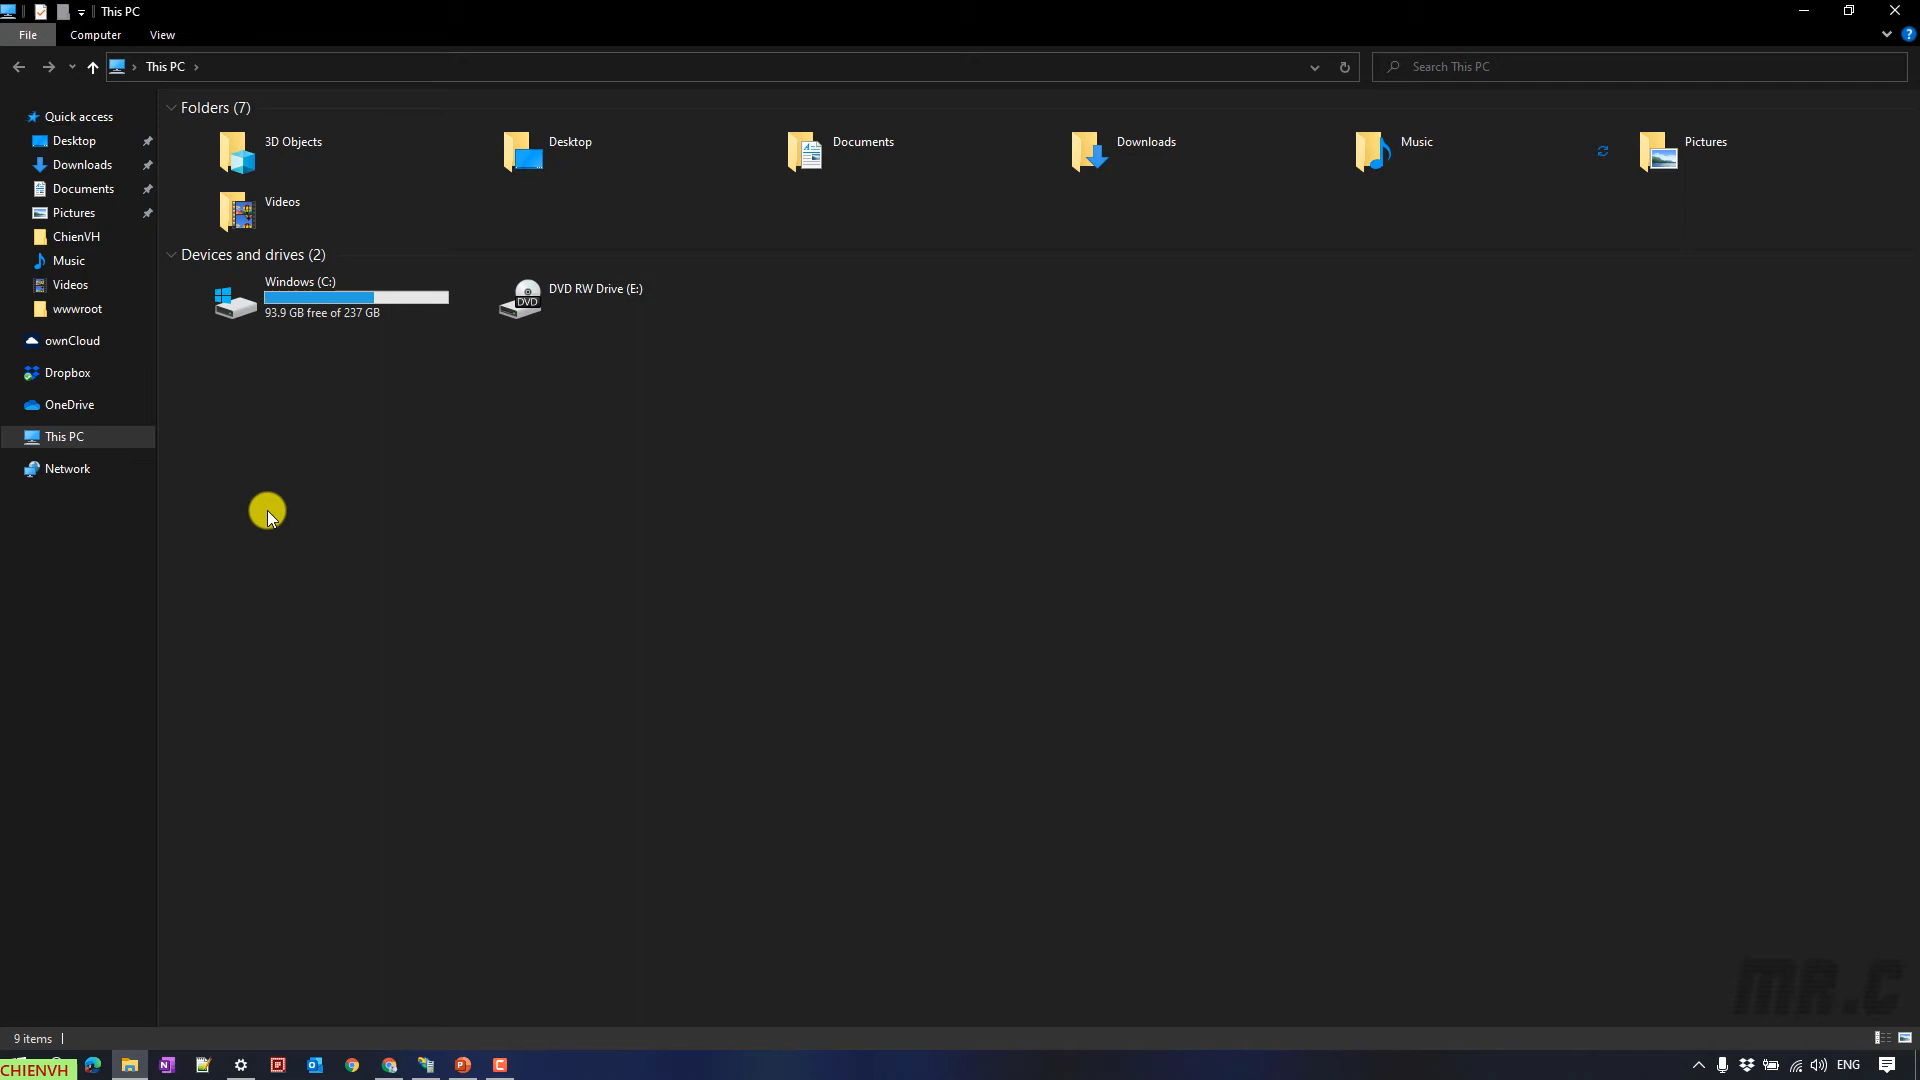 This PC
File Computer View
This PC
Search This PC
Quick access
Desktop
Downloads
Documents
Pictures
ChienVH
Music
Videos
wwwroot
ownCloud
Dropbox
OneDrive
This PC
Network
Folders (7)
3D Objects
Desktop
Documents
Downloads
Music
Pictures
Videos
Devices and drives (2)
Windows (C:)
93.9 GB free of 237 GB
DVD
DVD RW Drive (E:)
MR.C
9 items
CHIENVH
ENG